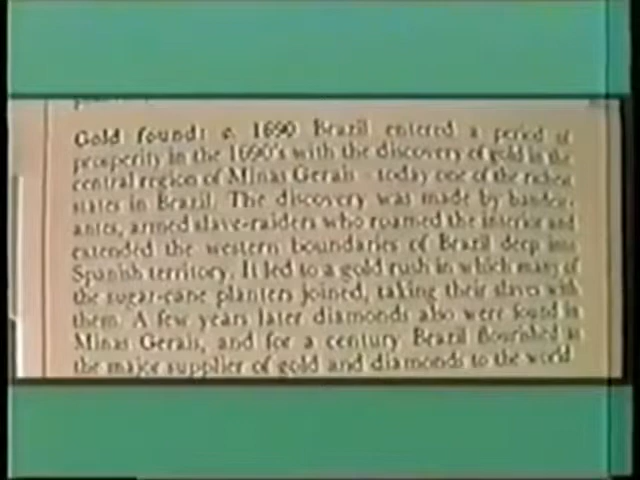 Gold found: c. 1690 Brazil entered a period of
prosperity in the 1690's with the discovery of gold in the
central region of Minas Gerais - today one of the richest
states in Brazil. The discovery was made by bandeir-
antes, armed slave-raiders who roamed the interior and
extended the western boundaries of Brazil deep into
Spanish territory. It led to a gold rush in which many of
the sugar-cane planters joined, taking their slaves with
them. A few years later diamonds also were found in
Minas Gerais, and for a century Brazil flourished as
the major supplier of gold and diamonds to the world.